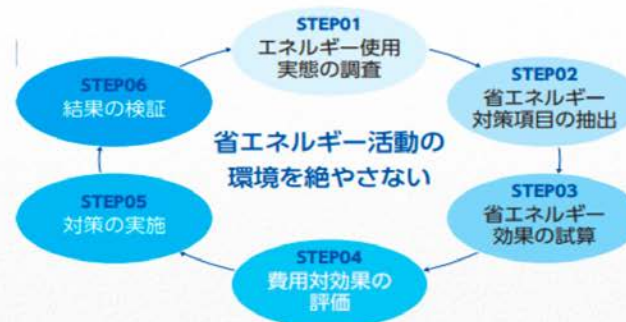 STEP01
エネルギー使用
実態の調査
STEP02
省エネルギー
対策項目の抽出
STEP03
省エネルギー
効果の試算
STEP04
費用対効果の
評価
STEP05
対策の実施
STEP06
結果の検証
省エネルギー活動の
環境を絶やさない